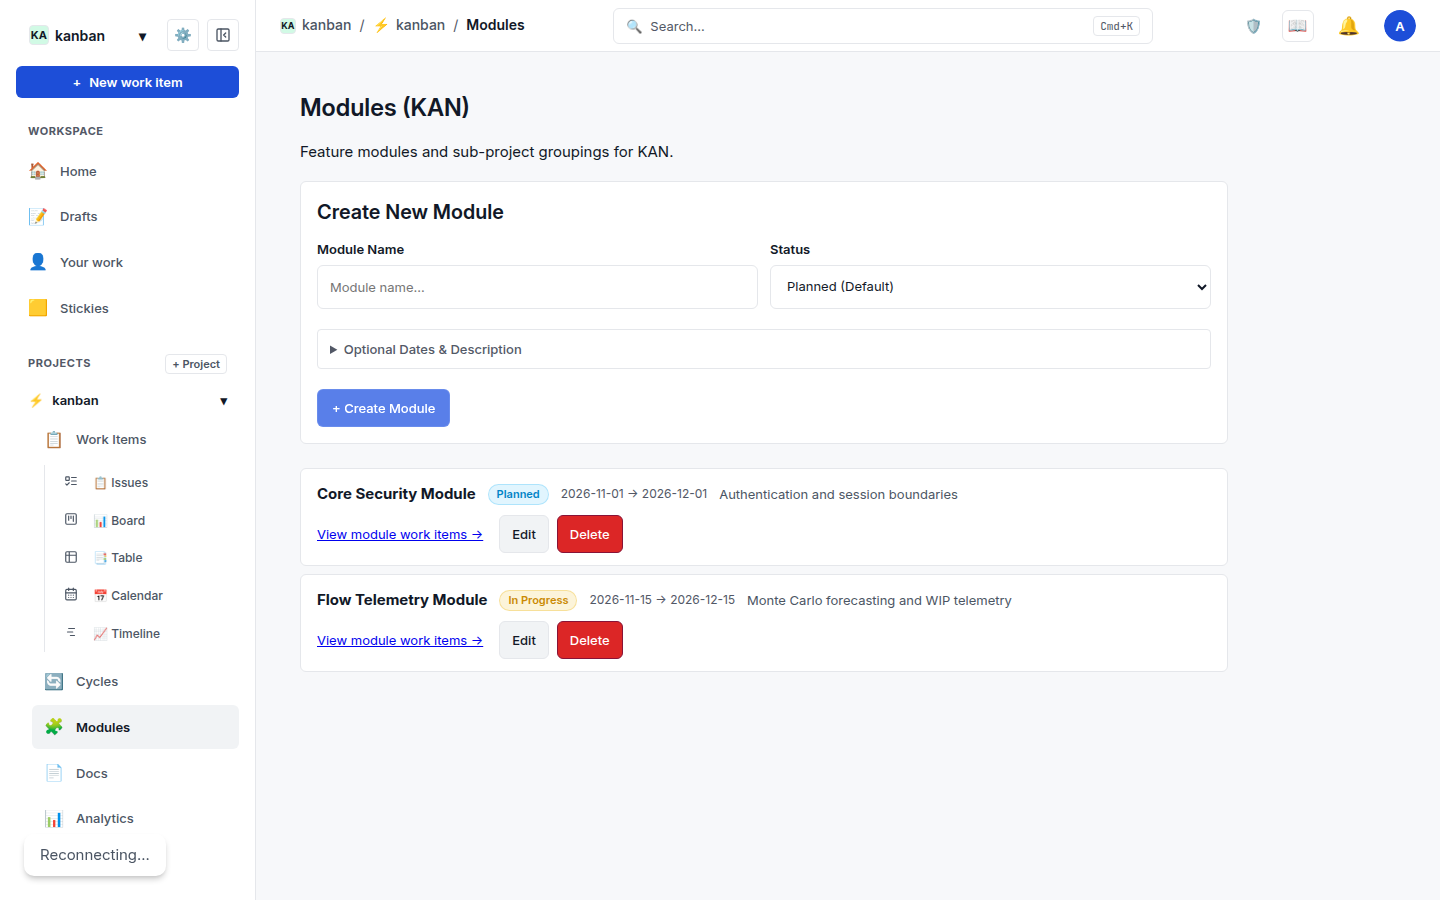 KA kanban ▾
+ New work item
WORKSPACE
Home
Drafts
Your work
Stickies
PROJECTS
+ Project
kanban ▾
Work Items
Issues
Board
Table
Calendar
Timeline
Cycles
Modules
Docs
Analytics
Reconnecting...
KA kanban / kanban / Modules
Search...
Cmd+K
A
Modules (KAN)
Feature modules and sub-project groupings for KAN.
Create New Module
Module Name
Status
Module name...
Planned (Default)
▶ Optional Dates & Description
+ Create Module
Core Security Module Planned 2026-11-01 → 2026-12-01 Authentication and session boundaries
View module work items → Edit Delete
Flow Telemetry Module In Progress 2026-11-15 → 2026-12-15 Monte Carlo forecasting and WIP telemetry
View module work items → Edit Delete